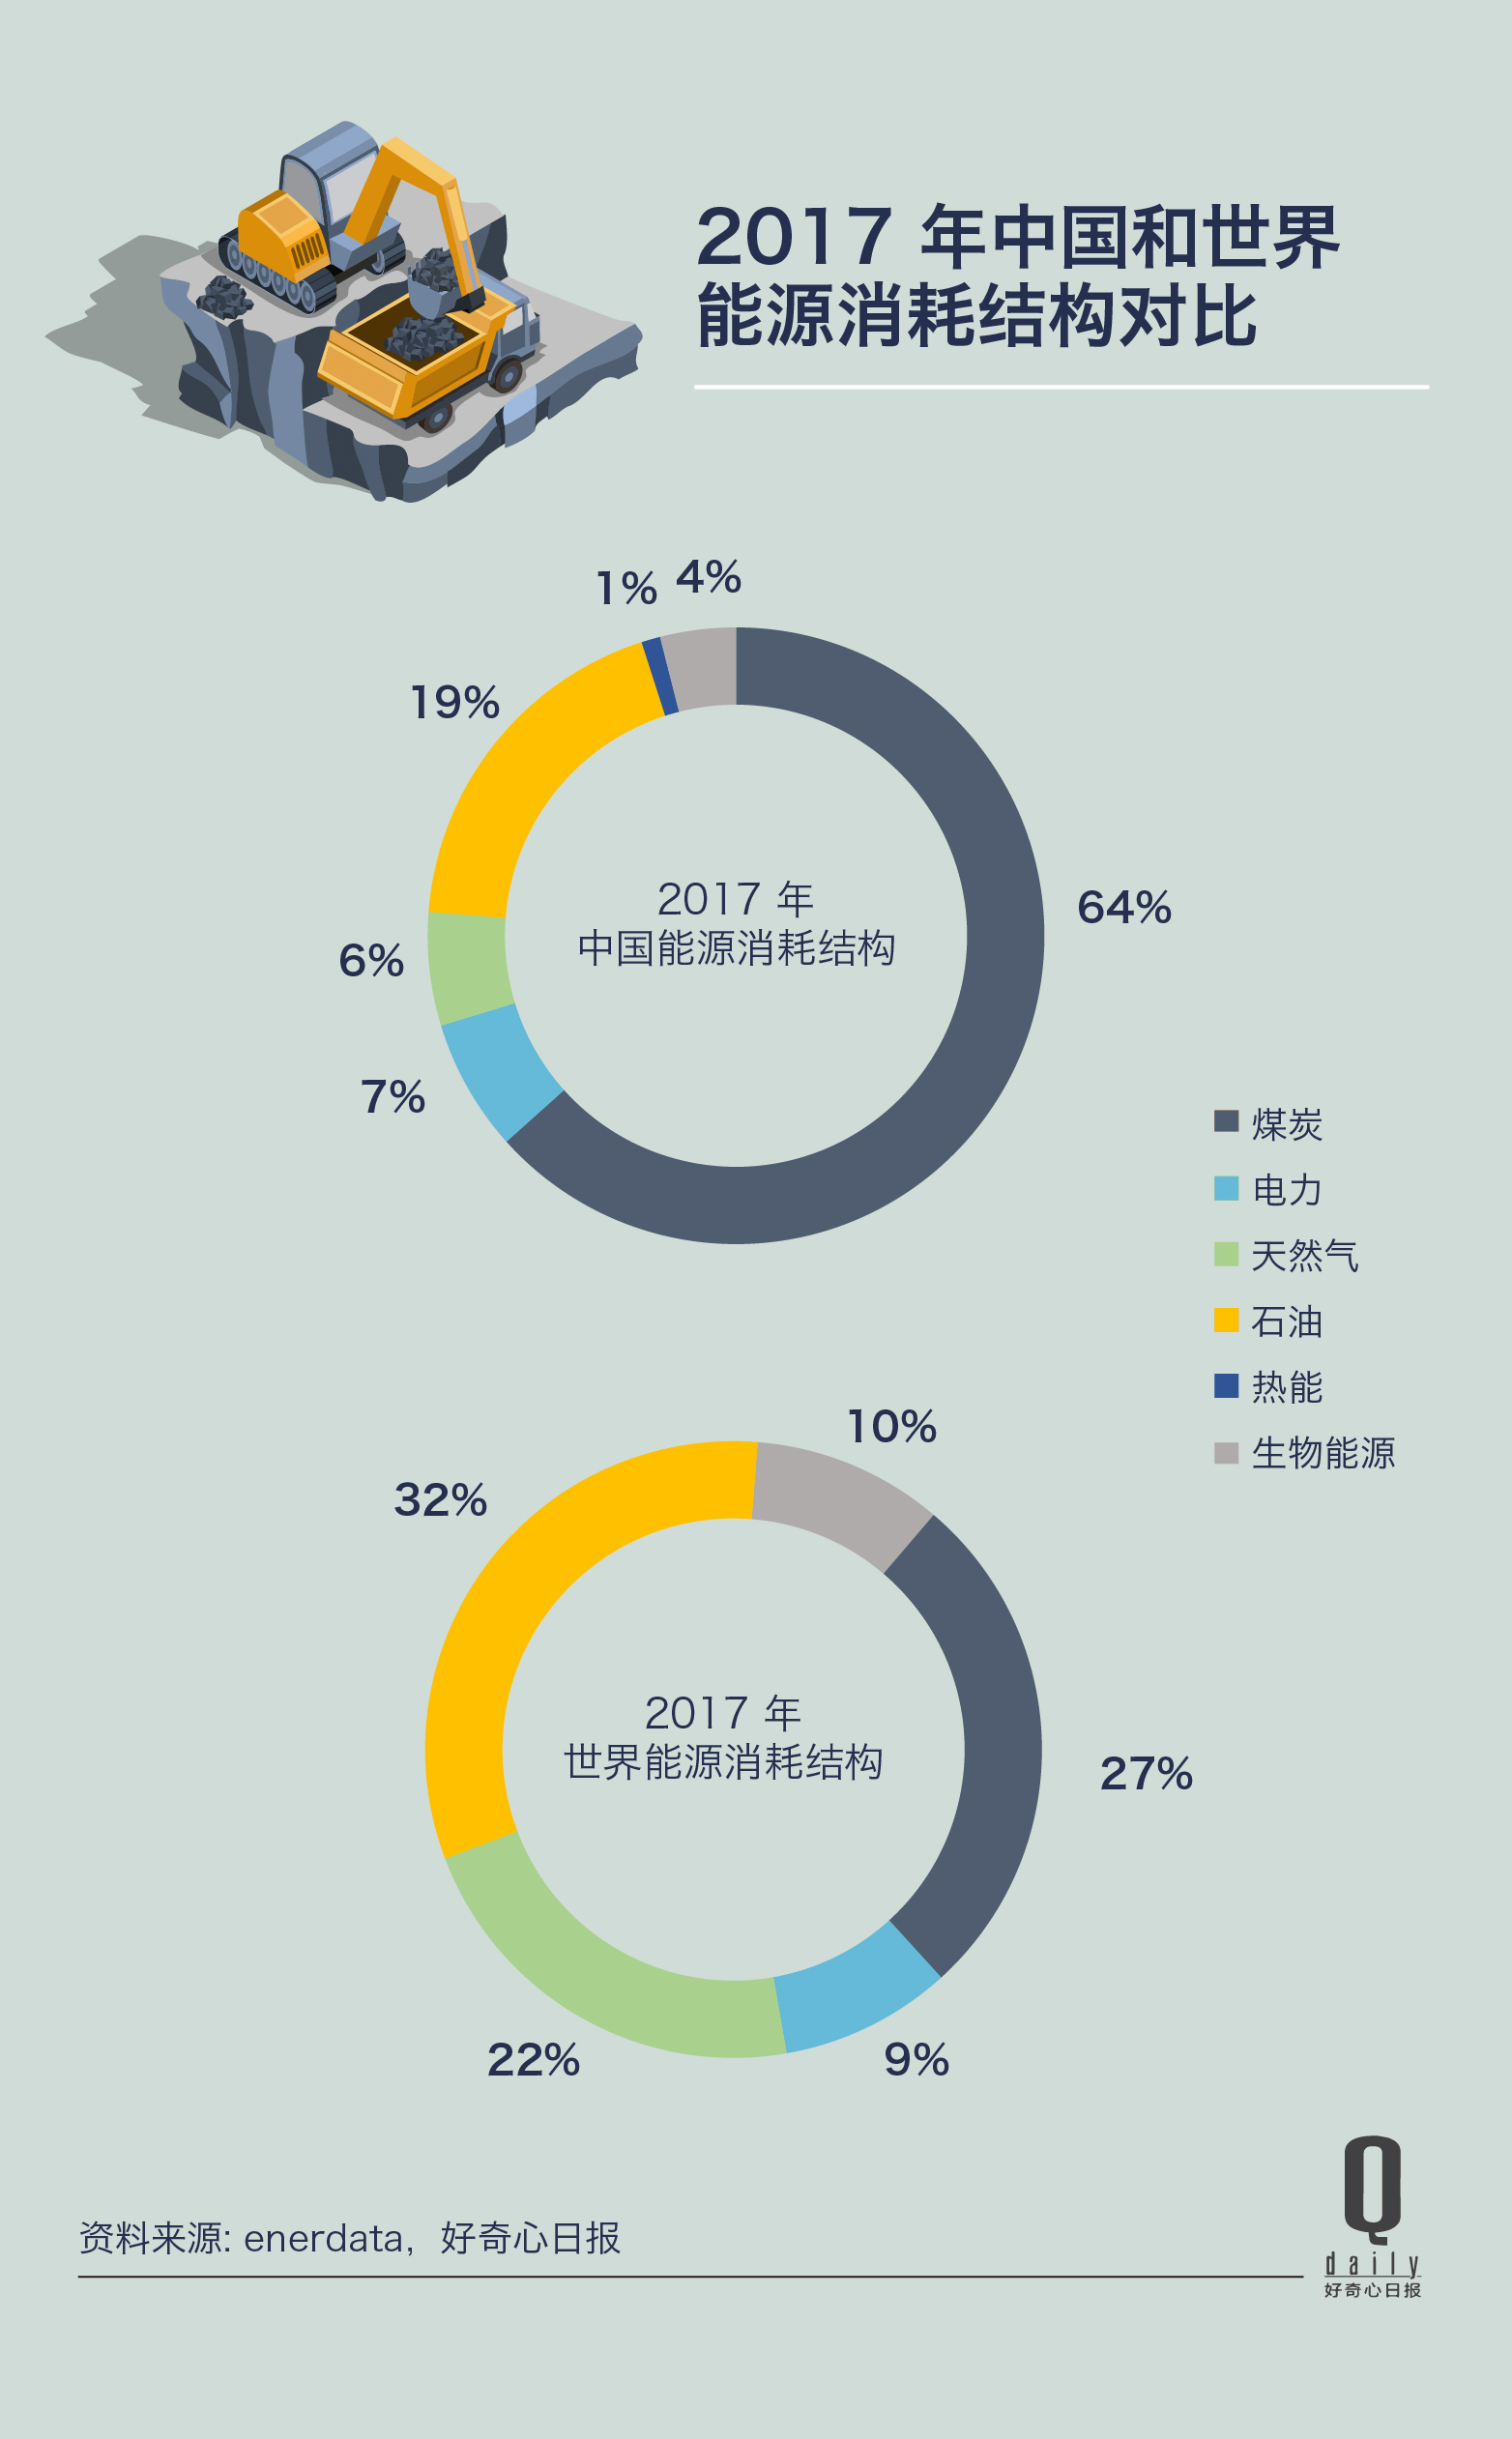 2017 年中国和世界
能源消耗结构对比
1%
4%
19%
64%
2017 年
中国能源消耗结构
6%
7%
煤炭
电力
天然气
石油
热能
生物能源
10%
32%
2017 年
世界能源消耗结构
27%
22%
9%
Q
daily
好奇心日报
资料来源: enerdata，好奇心日报